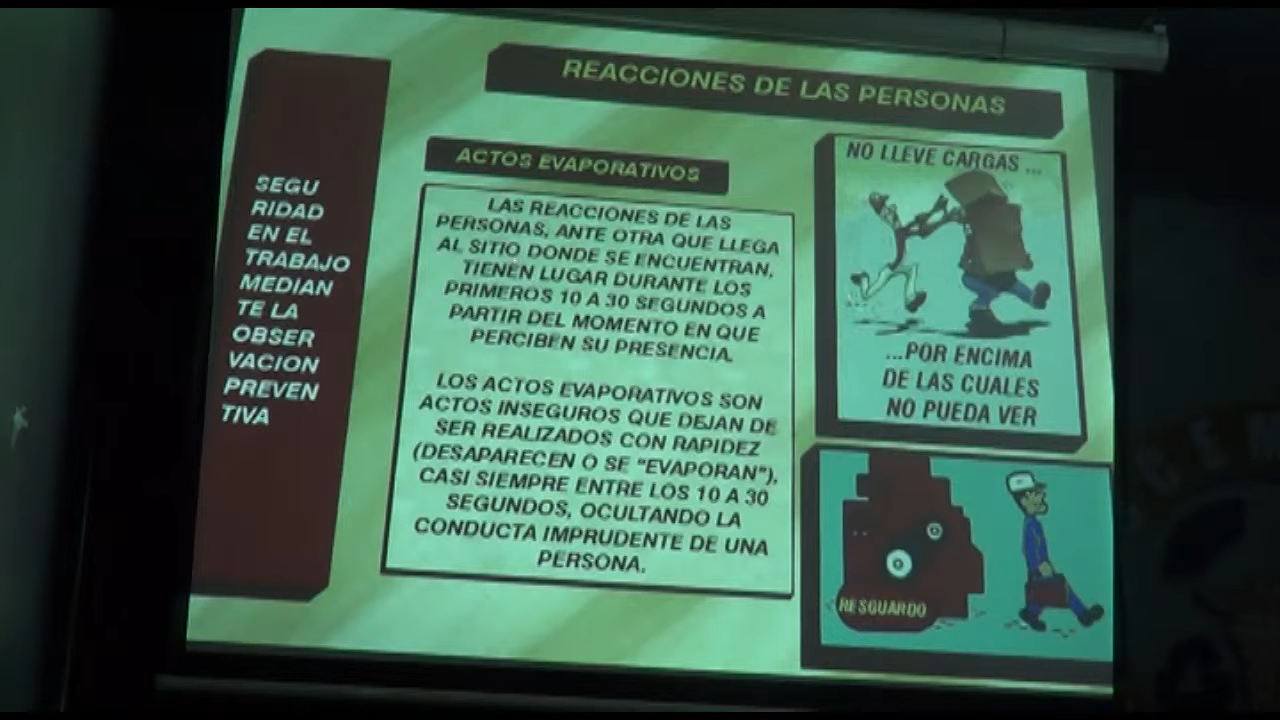 REACCIONES DE LAS PERSONAS
SEGU
RIDAD
EN EL
TRABAJO
MEDIAN
TE LA
OBSER
VACION
PREVEN
TIVA
ACTOS EVAPORATIVOS
LAS REACCIONES DE LAS
PERSONAS, ANTE OTRA QUE LLEGA
AL SITIO DONDE SE ENCUENTRAN,
TIENEN LUGAR DURANTE LOS
PRIMEROS 10 A 30 SEGUNDOS A
PARTIR DEL MOMENTO EN QUE
PERCIBEN SU PRESENCIA.
LOS ACTOS EVAPORATIVOS SON
ACTOS INSEGUROS QUE DEJAN DE
SER REALIZADOS CON RAPIDEZ
(DESAPARECEN O SE "EVAPORAN"),
CASI SIEMPRE ENTRE LOS 10 A 30
SEGUNDOS, OCULTANDO LA
CONDUCTA IMPRUDENTE DE UNA
PERSONA.
NO LLEVE CARGAS ...
...POR ENCIMA
DE LAS CUALES
NO PUEDA VER
RESGUARDO